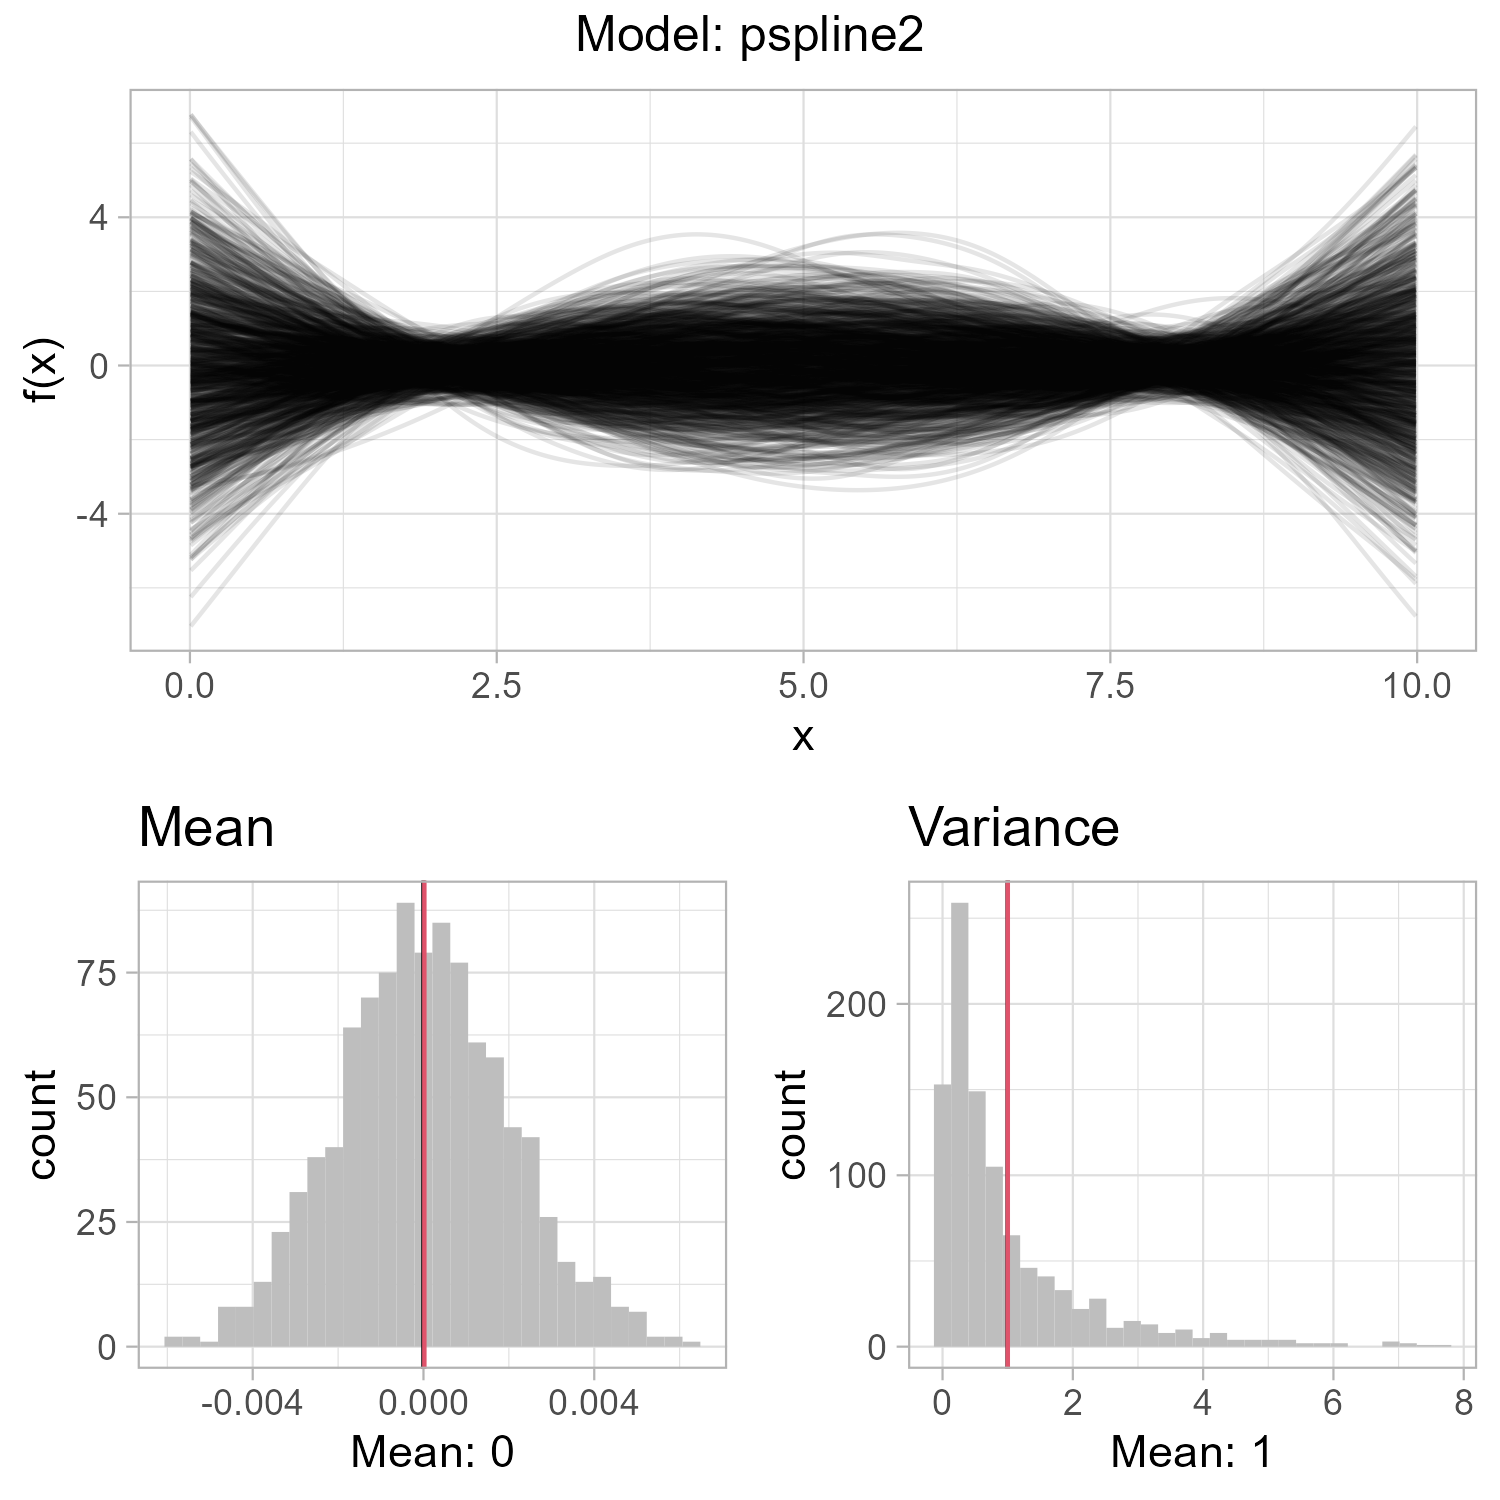 Model: pspline2
4
0
-4
f(x)
0.0 2.5 5.0 7.5 10.0
x
Mean
75
50
25
0
count
-0.004 0.000 0.004
Mean: 0
Variance
200
100
0
count
0 2 4 6 8
Mean: 1